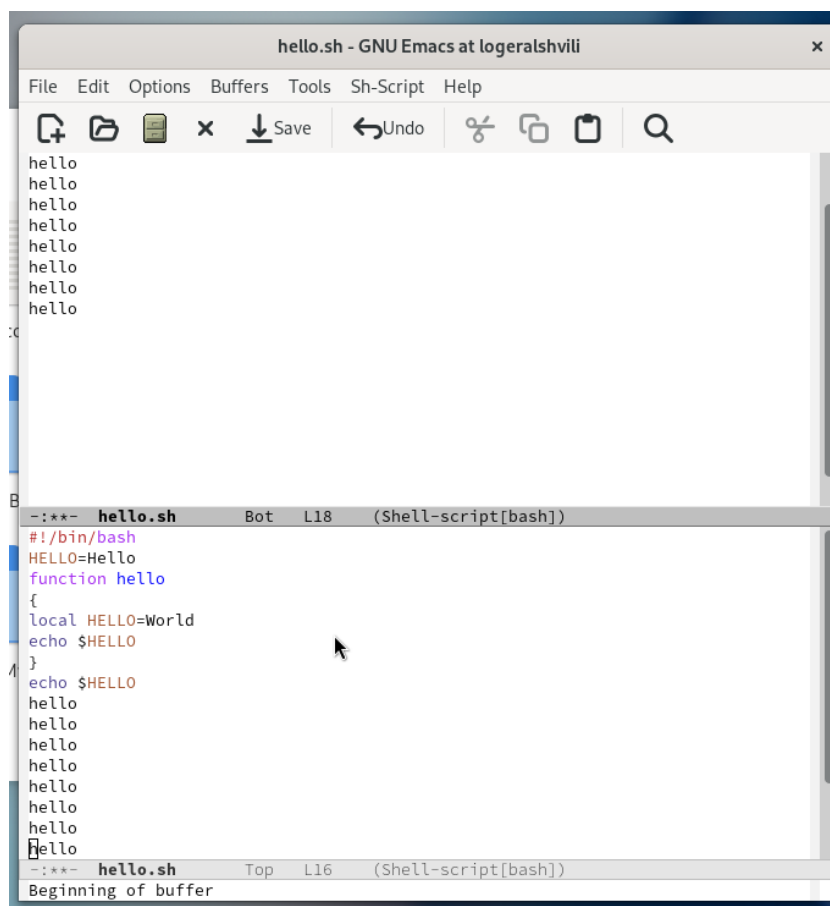 hello.sh - GNU Emacs at logeralshvili
×
File Edit Options Buffers Tools Sh-Script Help
Save Undo
hello
hello
hello
hello
hello
hello
hello
hello
-:**- hello.sh Bot L18 (Shell-script[bash])
#!/bin/bash
HELLO=Hello
function hello
{
local HELLO=World
echo $HELLO
}
echo $HELLO
hello
hello
hello
hello
hello
hello
hello
hello
-:**- hello.sh Top L16 (Shell-script[bash])
Beginning of buffer